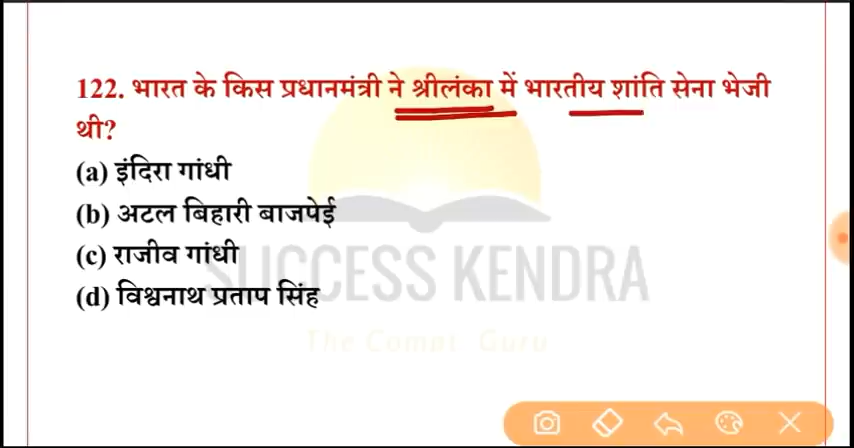 122. भारत के किस प्रधानमंत्री ने श्रीलंका में भारतीय शांति सेना भेजी
थी?
(a) इंदिरा गांधी
(b) अटल बिहारी बाजपेई
(c) राजीव गांधी
(d) विश्वनाथ प्रताप सिंह
SUCCESS KENDRA
The Compt. Guru